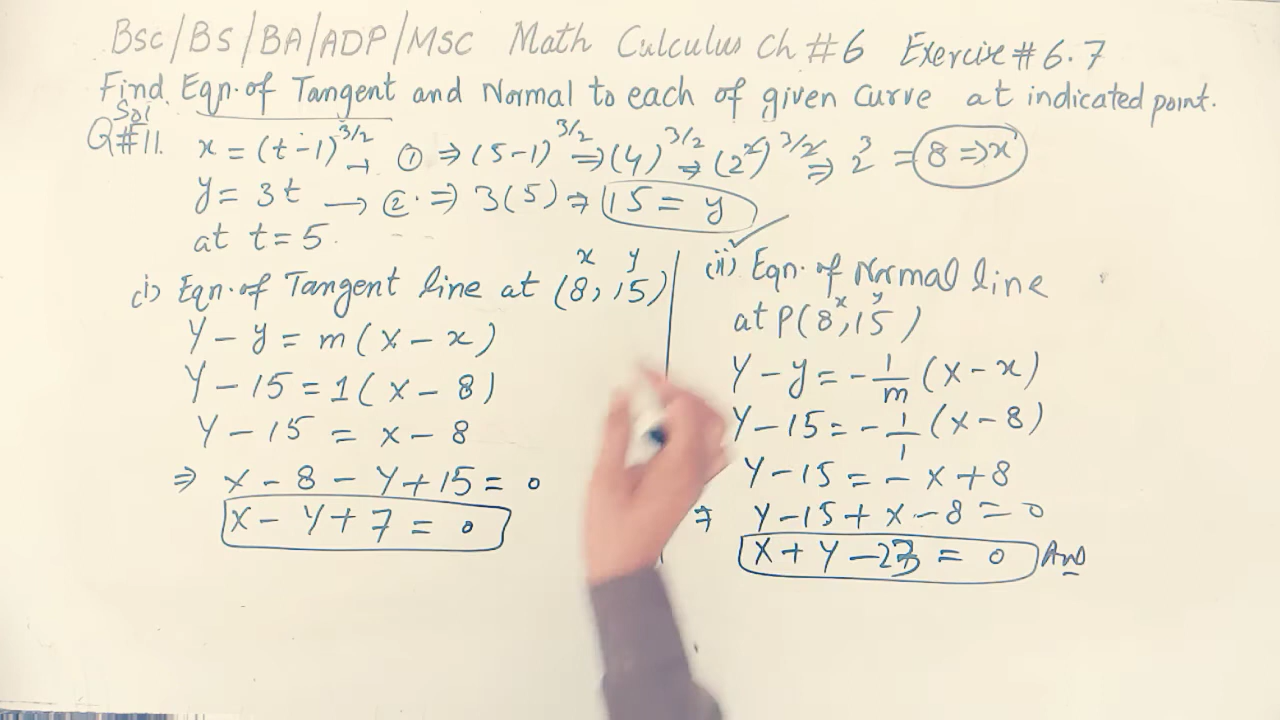 Bsc/BS/BA/ADP/MSC Math Calculus Ch #6 Exercise # 6.7
Find Eqn. of Tangent and Normal to each of given Curve at indicated point.
Sol
Q#11. x = (t-1)^3/2 → ① ⇒ (5-1)^3/2 ⇒ (4)^3/2 ⇒ (2^2)^3/2 ⇒ 2^3 = 8 ⇒ x
y = 3t → ②. ⇒ 3(5) ⇒ 15 = y
at t = 5.
(i) Eqn. of Tangent line at (8, 15)
x y
Y - y = m(X - x)
Y - 15 = 1(X - 8)
Y - 15 = X - 8
⇒ X - 8 - Y + 15 = 0
X - Y + 7 = 0
(ii) Eqn. of Normal line
at P(8, 15)
x y
Y - y = -1/m (X - x)
Y - 15 = -1/1 (X - 8)
Y - 15 = - X + 8
⇒ Y - 15 + X - 8 = 0
X + Y - 23 = 0 Ans